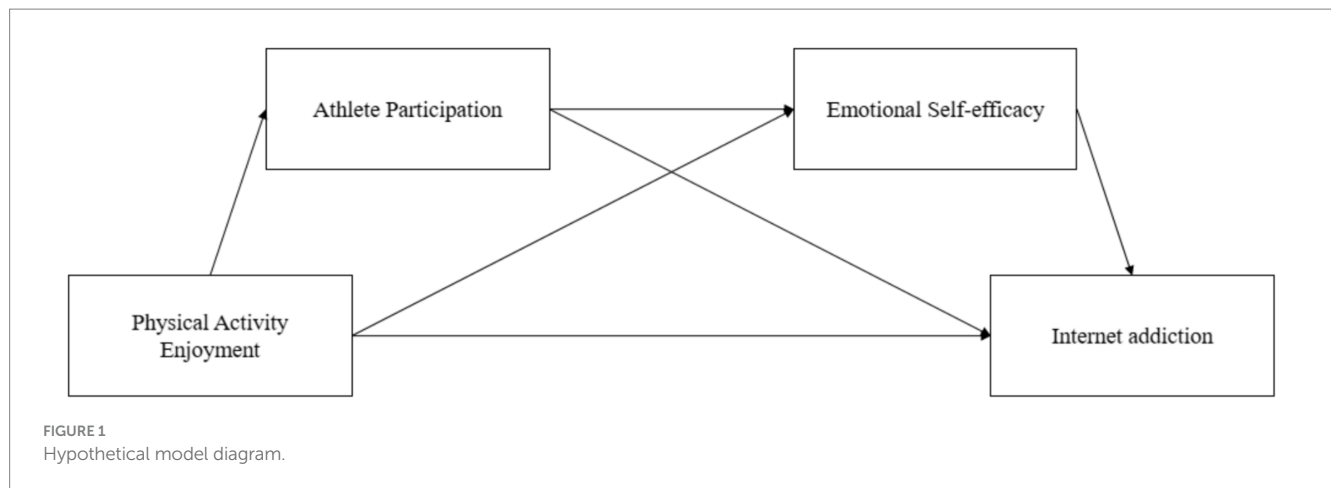 Athlete Participation
Emotional Self-efficacy
Physical Activity
Enjoyment
Internet addiction
FIGURE 1
Hypothetical model diagram.